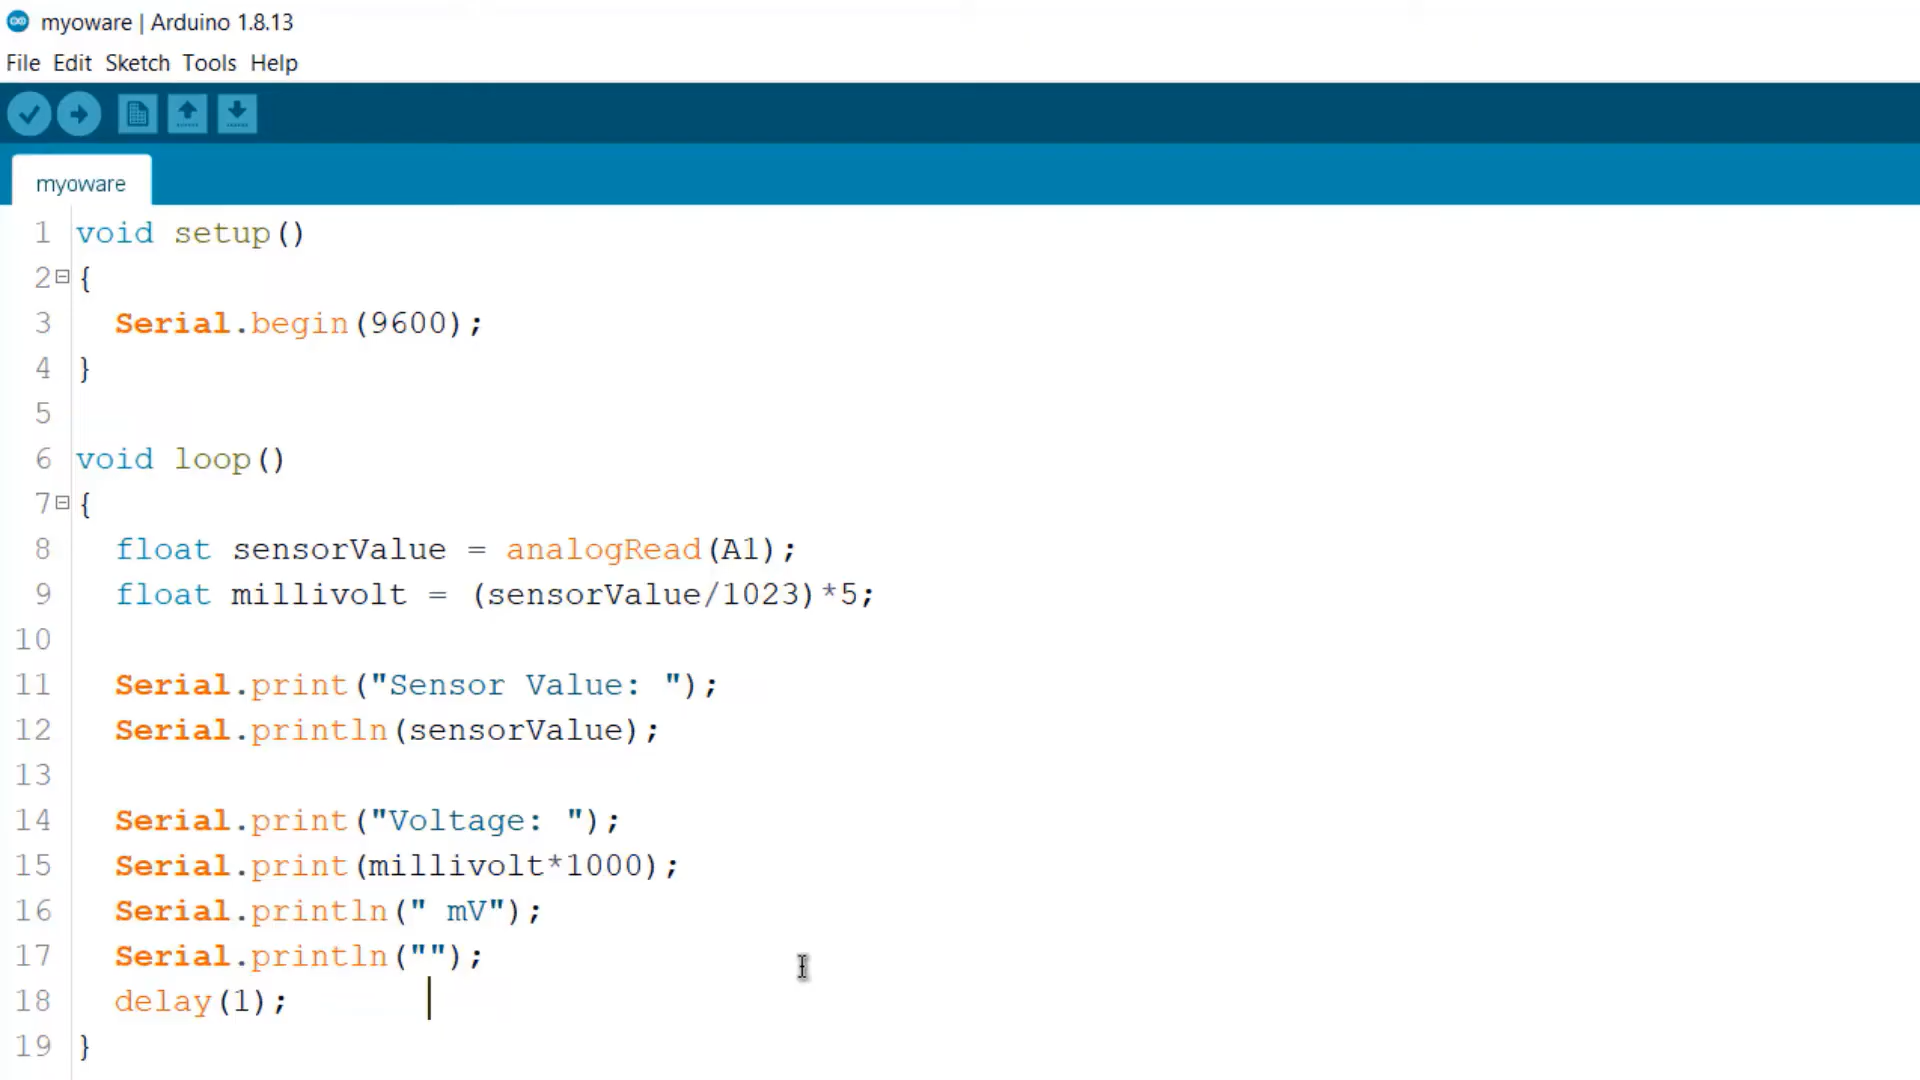 myoware | Arduino 1.8.13
File Edit Sketch Tools Help
myoware
1 void setup()
2 {
3   Serial.begin(9600);
4 }
5
6 void loop()
7 {
8   float sensorValue = analogRead(A1);
9   float millivolt = (sensorValue/1023)*5;
10
11   Serial.print("Sensor Value: ");
12   Serial.println(sensorValue);
13
14   Serial.print("Voltage: ");
15   Serial.print(millivolt*1000);
16   Serial.println(" mV");
17   Serial.println("");
18   delay(1);
19 }